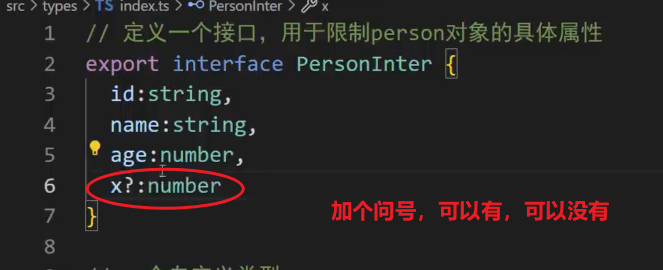 src > types > TS index.ts > PersonInter > x
1 // 定义一个接口，用于限制person对象的具体属性
2 export interface PersonInter {
3 id:string,
4 name:string,
5 age:number,
6 x?:number
7 }
加个问号，可以有，可以没有
8